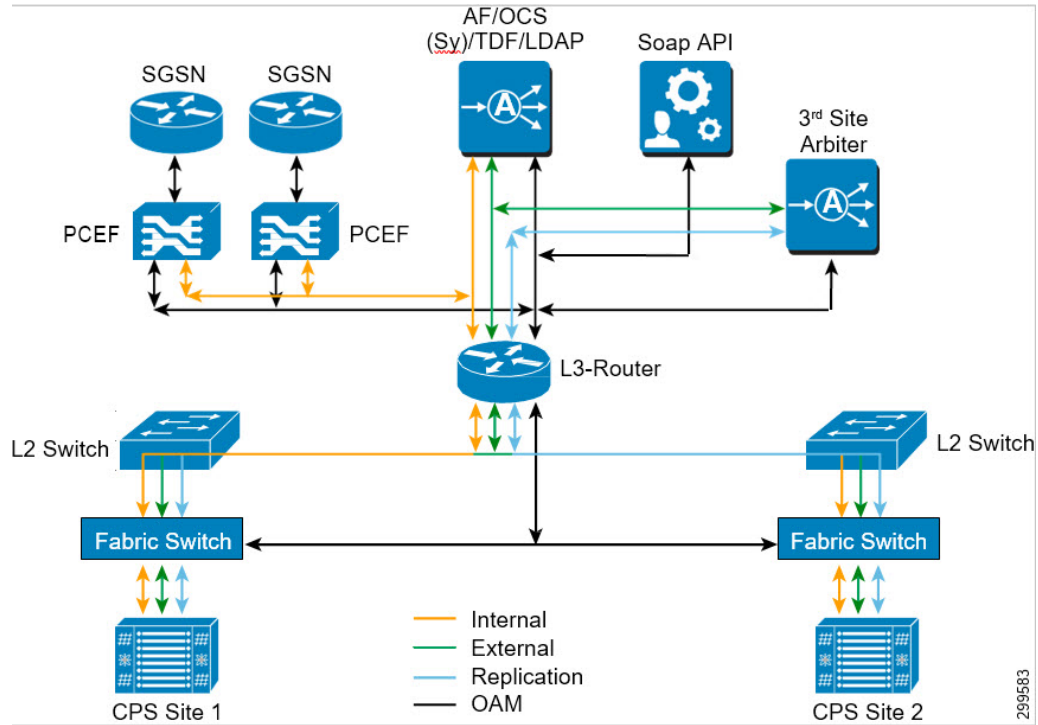 AF/OCS
(Sy)/TDF/LDAP
Soap API
SGSN
SGSN
3rd Site
Arbiter
A
A
PCEF
PCEF
L3-Router
L2 Switch
L2 Switch
Fabric Switch
Fabric Switch
Internal
External
Replication
OAM
CPS Site 1
CPS Site 2
299583